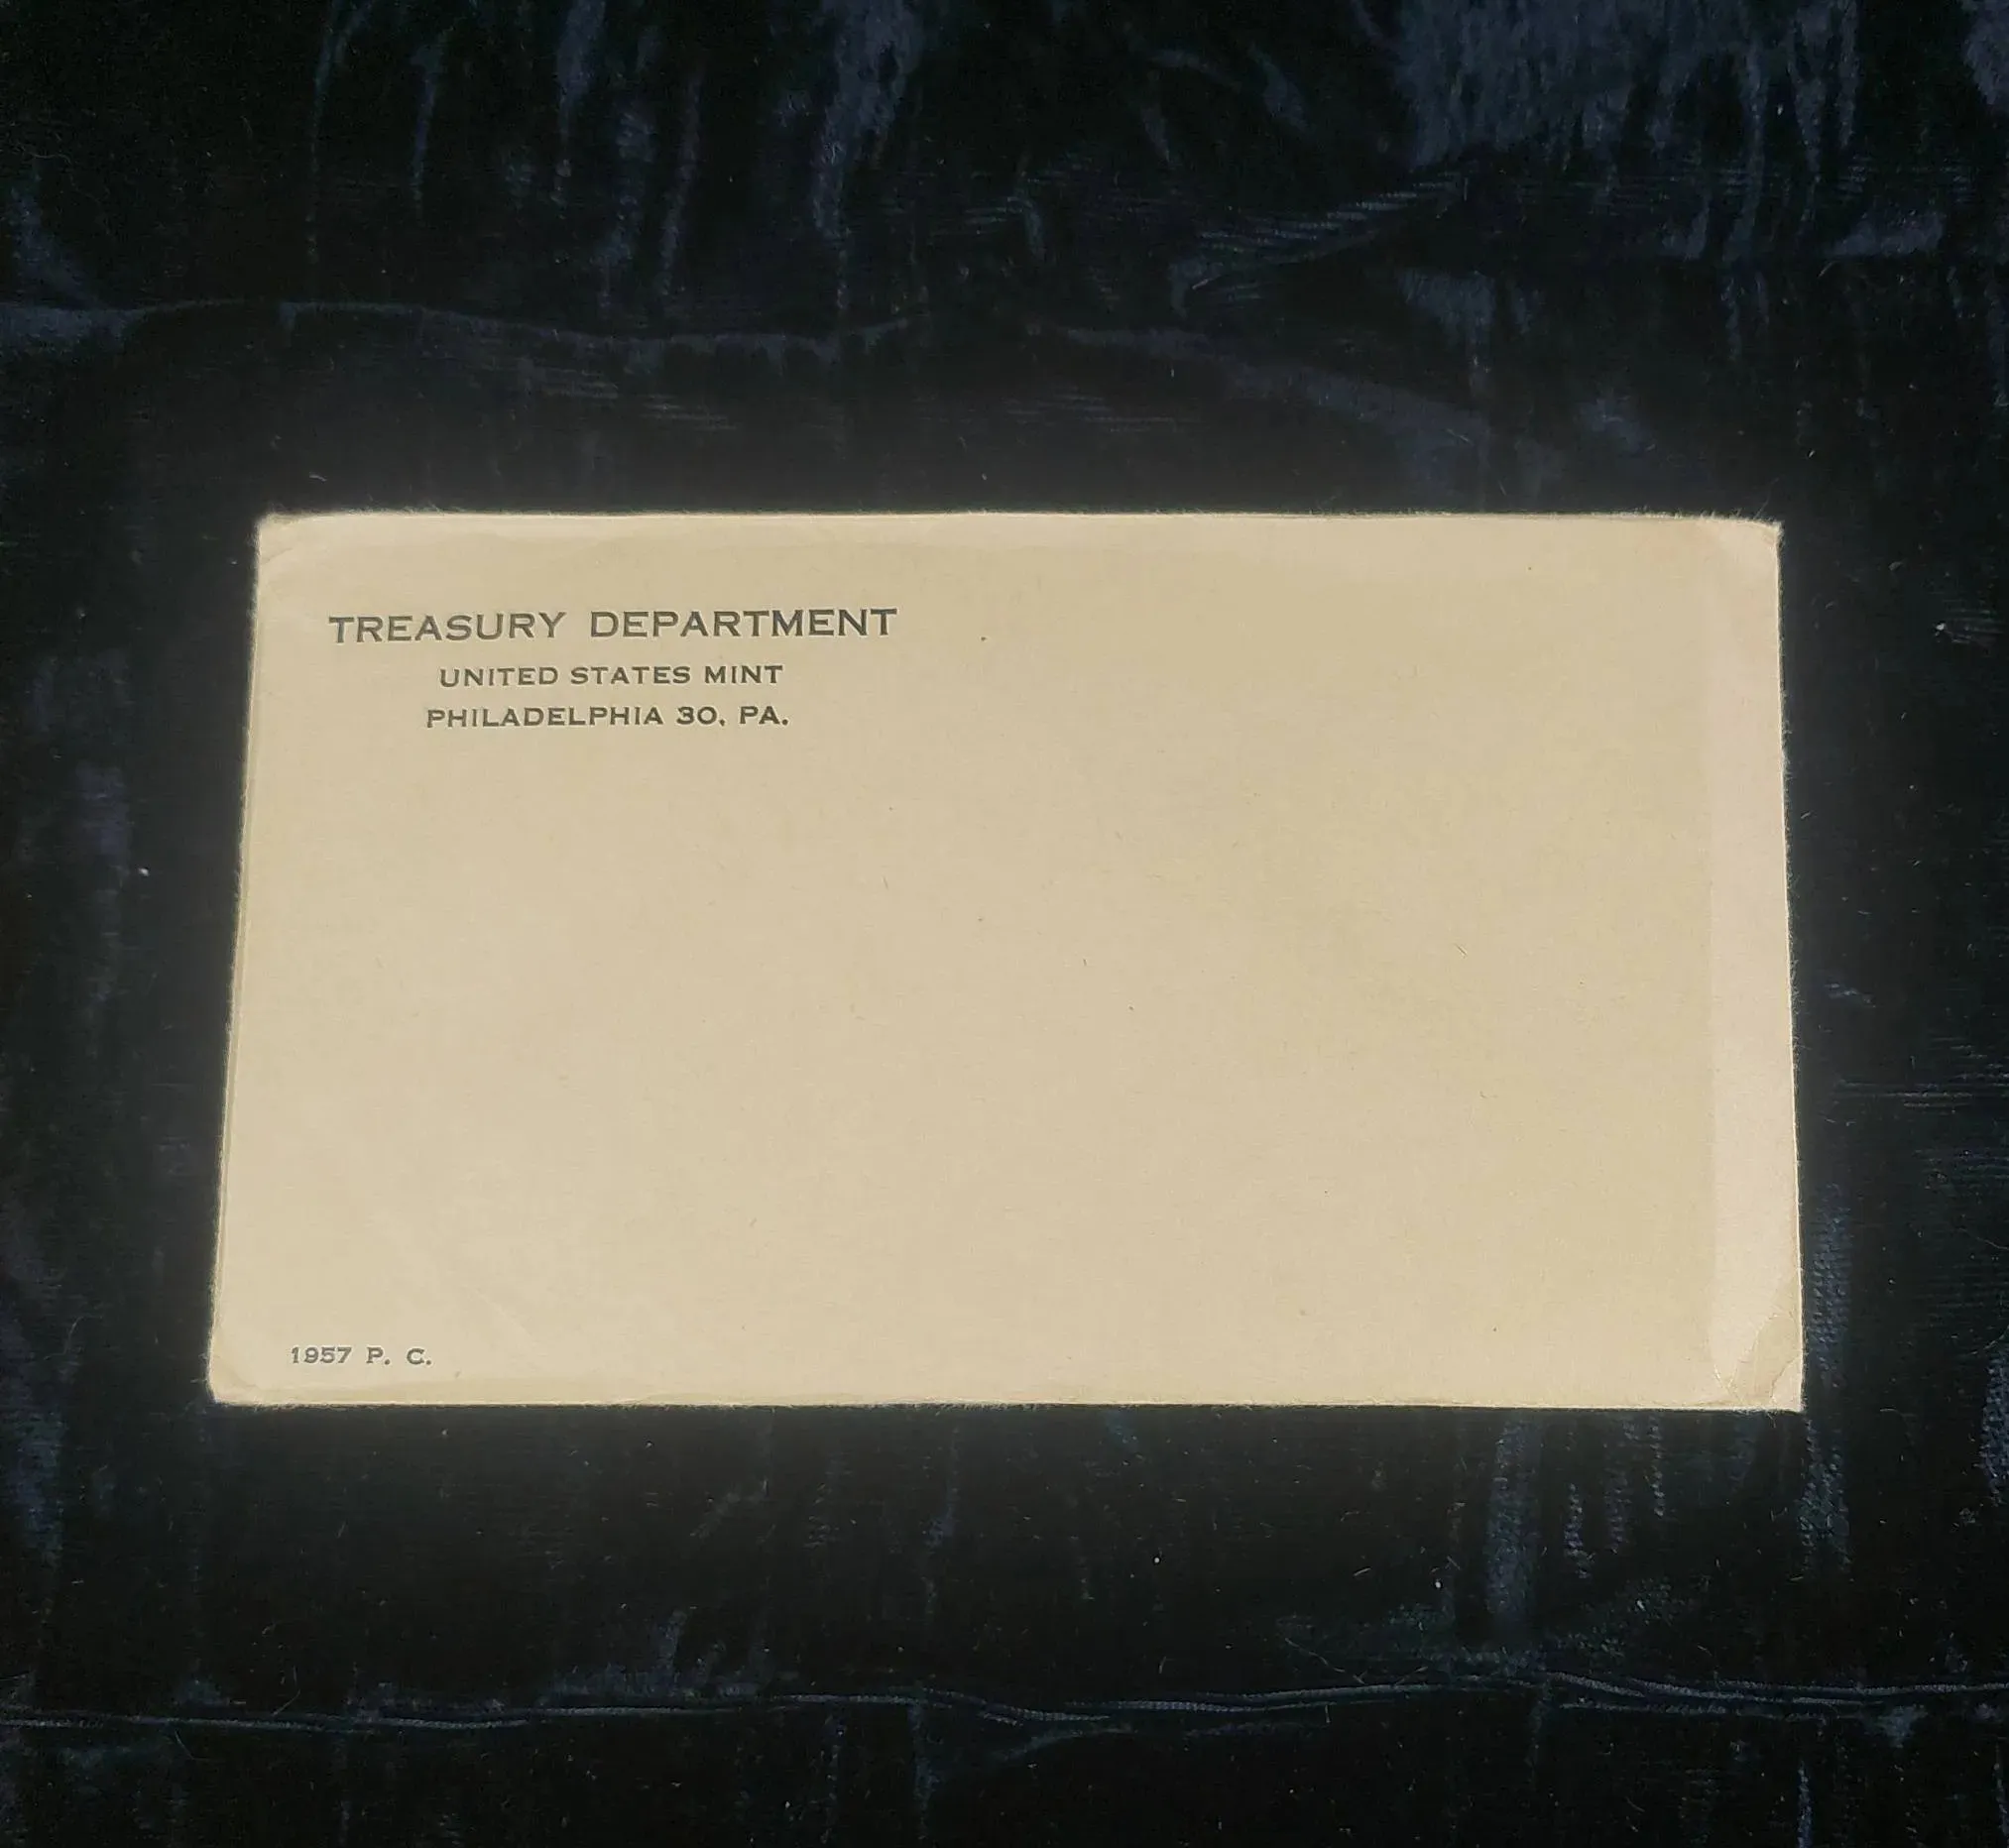 TREASURY DEPARTMENT
UNITED STATES MINT
PHILADELPHIA 30, PA.
1957 P. C.